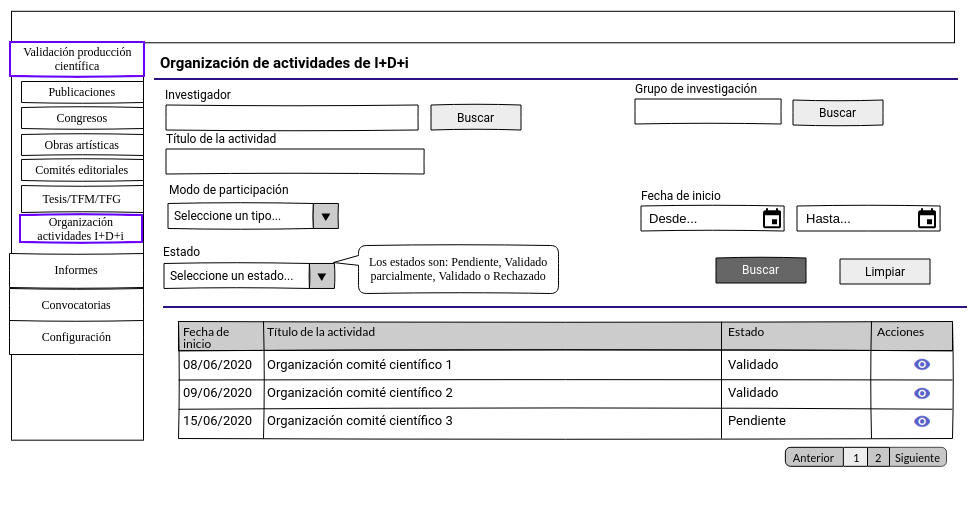 Validación producción
científica
Publicaciones
Congresos
Obras artísticas
Comités editoriales
Tesis/TFM/TFG
Organización
actividades I+D+i
Informes
Convocatorias
Configuración
Organización de actividades de I+D+i
Investigador
Buscar
Grupo de investigación
Buscar
Título de la actividad
Modo de participación
Seleccione un tipo...
Fecha de inicio
Desde...
Hasta...
Estado
Seleccione un estado...
Los estados son: Pendiente, Validado
parcialmente, Validado o Rechazado
Buscar
Limpiar
Fecha de
inicio
Título de la actividad
Estado
Acciones
08/06/2020 Organización comité científico 1 Validado
09/06/2020 Organización comité científico 2 Validado
15/06/2020 Organización comité científico 3 Pendiente
Anterior 1 2 Siguiente